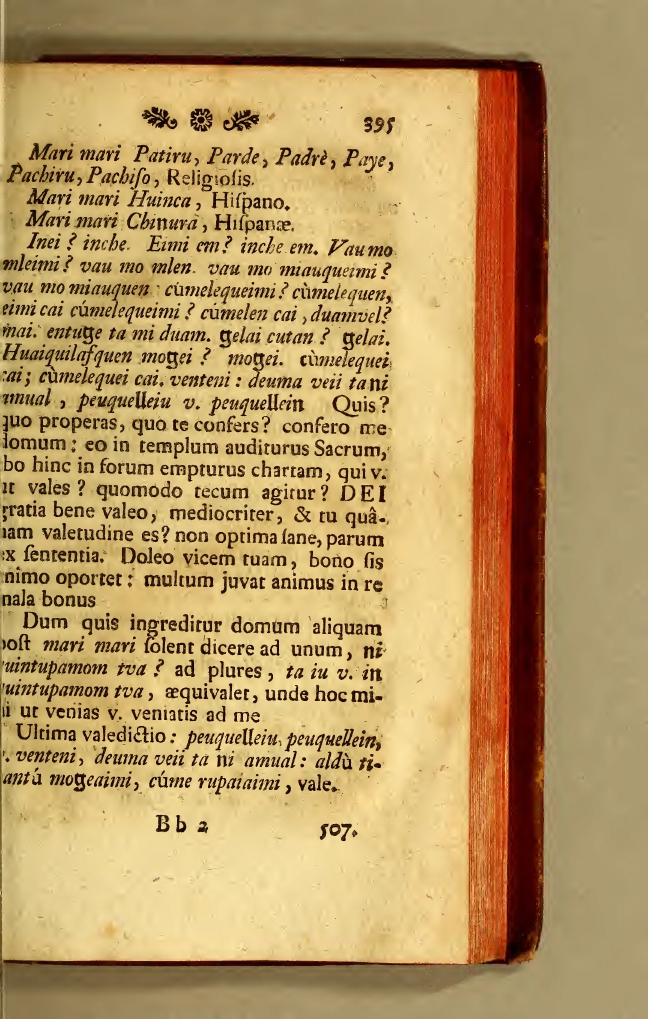 395
Mari mari Patiru, Parde, Padrè, Paye,
Pachiru, Pachiſo, Religioſis.
Mari mari Huinca, Hiſpano.
Mari mari Chinurá, Hiſpanæ.
Inei ? inche. Eimi em? inche em. Vau mo
mleimi ? vau mo mlen. vau mo miauqueimi ?
vau mo miauquen : cùmelequeimi ? cùmelequen,
eimi cai cùmelequeimi ? cúmelen cai, duamvel?
mai. entuge ta mi duam. gelai cutan ? gelai.
Huaiquilafquen mogei ? mogei. cùmelequei
cai; cùmelequei cai. venteni : deuma veii ta ni
amual, peuquelleiu v. peuquellein Quis?
quo properas, quo te confers? confero me
domum: eo in templum auditurus Sacrum,
bo hinc in forum empturus chartam, qui v.
ut vales ? quomodo tecum agitur? DEI
gratia bene valeo, mediocriter, & tu quâ-
nam valetudine es? non optima ſane, parum
ex ſententia. Doleo vicem tuam, bono ſis
nimo oportet : multum juvat animus in re
mala bonus
Dum quis ingreditur domum aliquam
poſt mari mari ſolent dicere ad unum, ni
uintupamom tva ? ad plures, ta iu v. in
uintupamom tva, æquivalet, unde hoc mi-
ii ut venias v. veniatis ad me
Ultima valedictio : peuquelleiu, peuquellein,
v. venteni, deuma veii ta ni amual : aldù ti-
antú mogeaimi, cúme rupaiaimi, vale.
Bb 2
507.